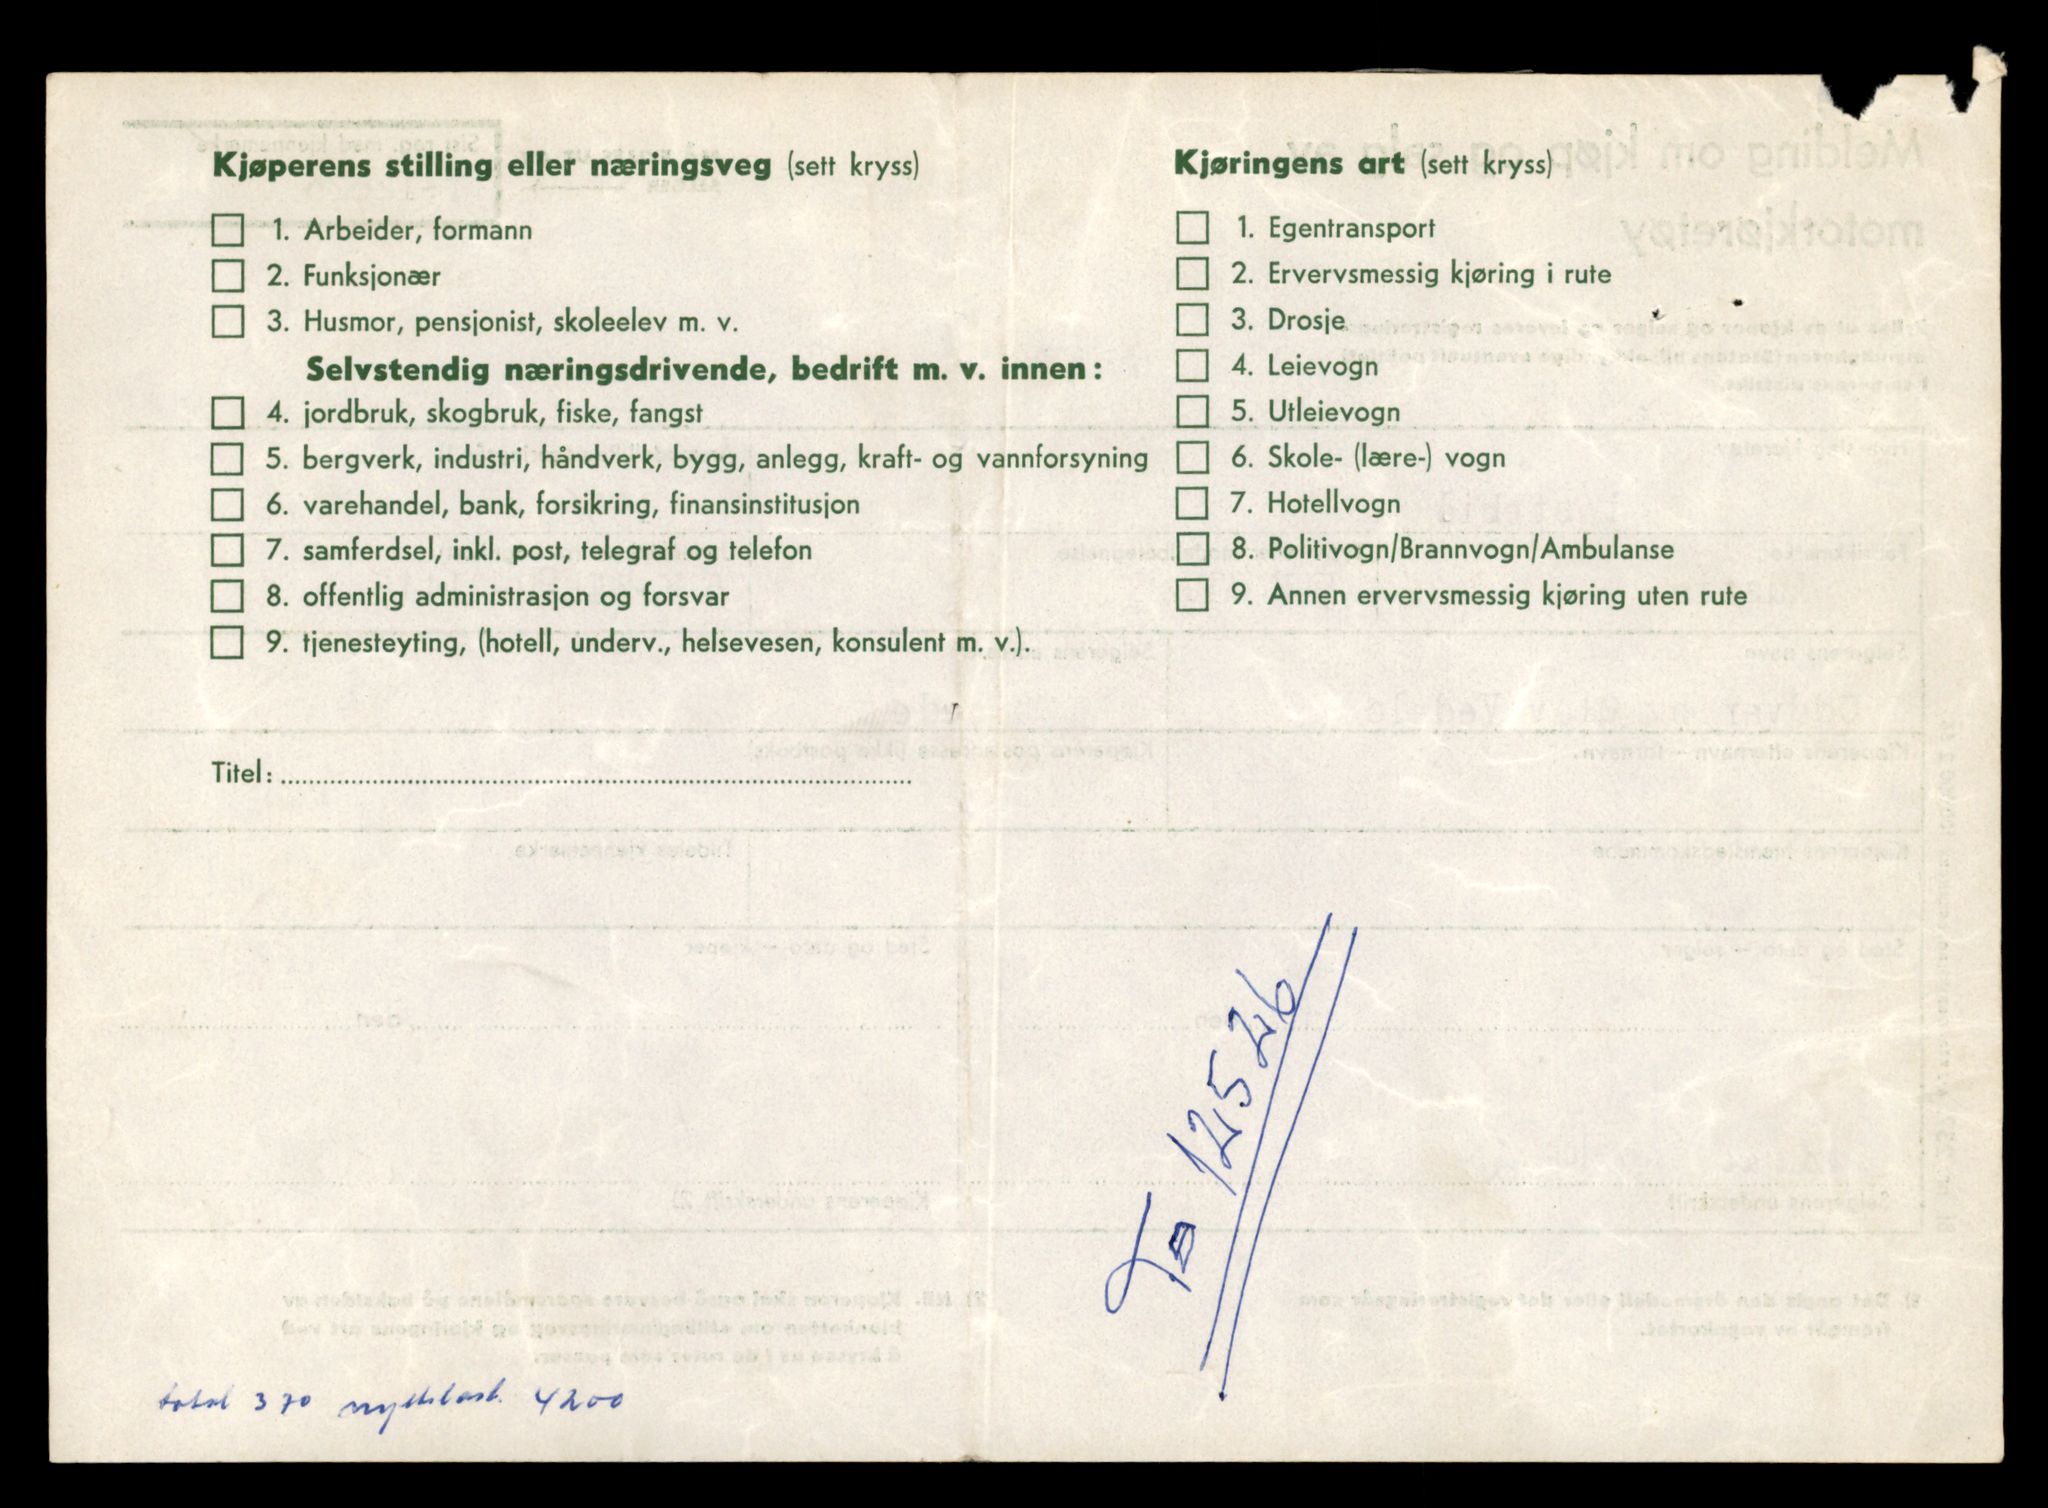 Kjøperens stilling eller næringsveg (sett kryss)
1. Arbeider, formann
2. Funksjonær
3. Husmor, pensjonist, skoleelev m. v.
Selvstendig næringsdrivende, bedrift m. v. innen:
4. jordbruk, skogbruk, fiske, fangst
5. bergverk, industri, håndverk, bygg, anlegg, kraft- og vannforsyning
6. varehandel, bank, forsikring, finansinstitusjon
7. samferdsel, inkl. post, telegraf og telefon
8. offentlig administrasjon og forsvar
9. tjenesteyting, (hotell, underv., helsevesen, konsulent m. v.).
Titel:
Kjøringens art (sett kryss)
1. Egentransport
2. Ervervsmessig kjøring i rute
3. Drosje
4. Leievogn
5. Utleievogn
6. Skole- (lære-) vogn
7. Hotellvogn
8. Politivogn/Brannvogn/Ambulanse
9. Annen ervervsmessig kjøring uten rute
12526
total 370 nyttelast 4200